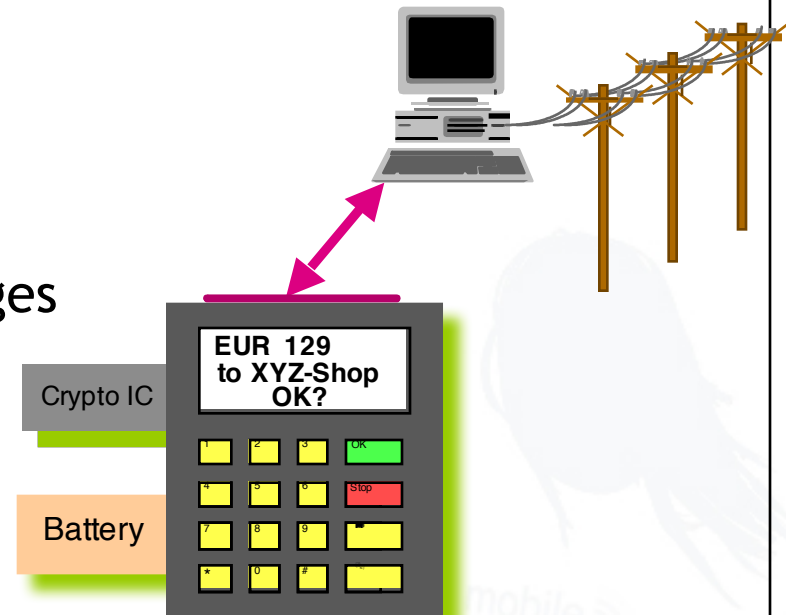 ges
EUR 129
to XYZ-Shop
OK?
Crypto IC
Battery
1 2 3 OK
4 5 6 Stop
7 8 9
* 0 #
mobile